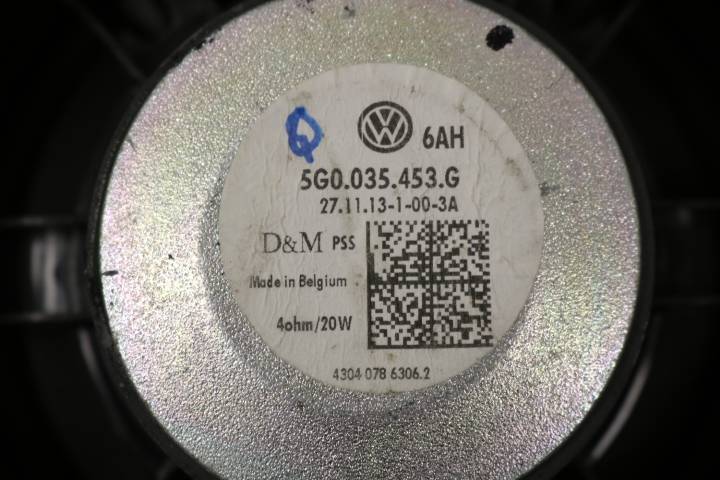 Q
VW 6AH
5G0.035.453.G
27.11.13-1-00-3A
D&M PSS
Made in Belgium
4ohm/20W
4304 078 6306.2